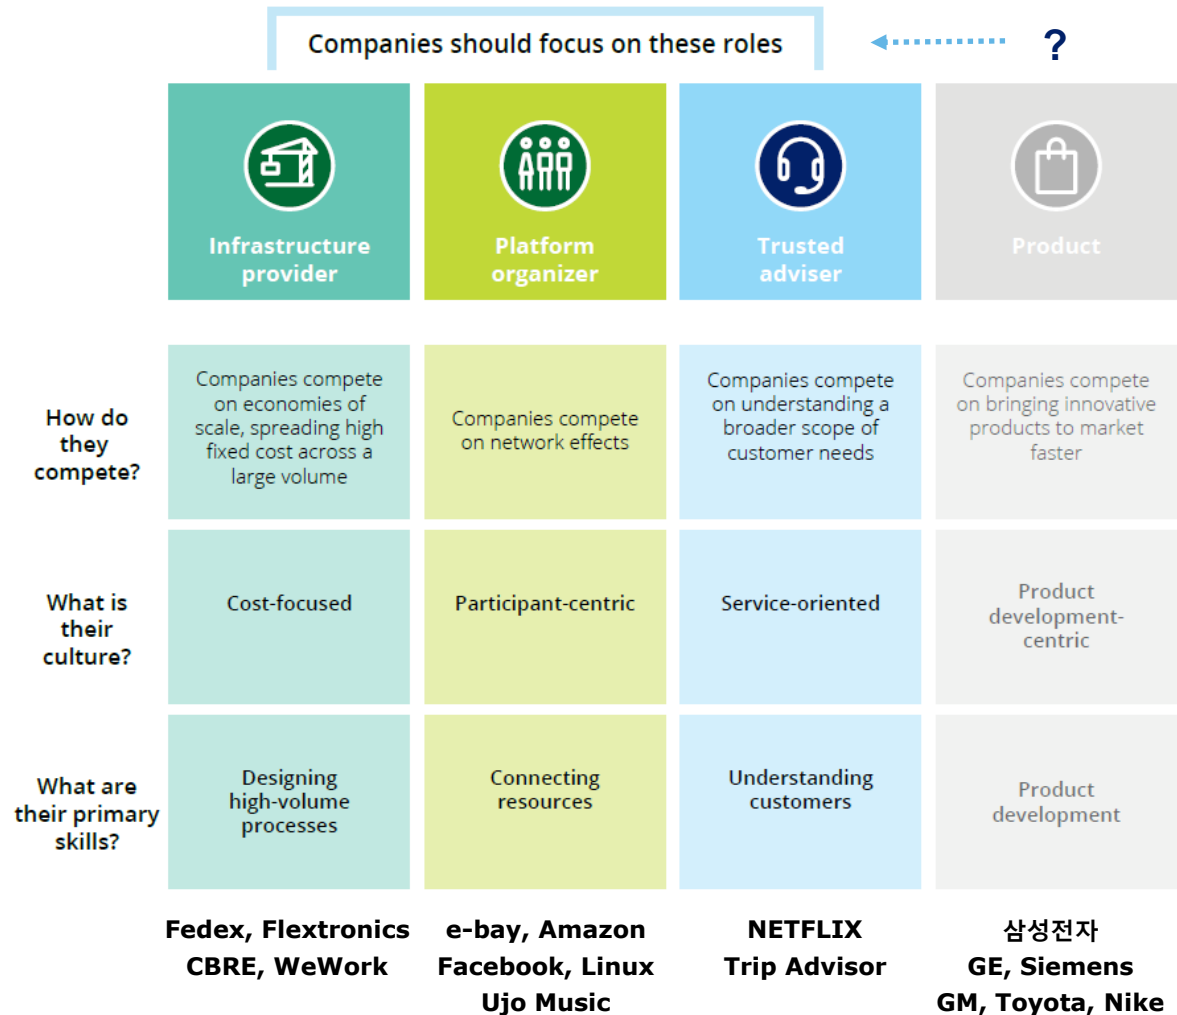 Companies should focus on these roles
?
Infrastructure
provider
Platform
organizer
Trusted
adviser
Product
How do
they
compete?
Companies compete
on economies of
scale, spreading high
fixed cost across a
large volume
Companies compete
on network effects
Companies compete
on understanding a
broader scope of
customer needs
Companies compete
on bringing innovative
products to market
faster
What is
their
culture?
Cost-focused
Participant-centric
Service-oriented
Product
development-
centric
What are
their primary
skills?
Designing
high-volume
processes
Connecting
resources
Understanding
customers
Product
development
Fedex, Flextronics
CBRE, WeWork
e-bay, Amazon
Facebook, Linux
Ujo Music
NETFLIX
Trip Advisor
삼성전자
GE, Siemens
GM, Toyota, Nike